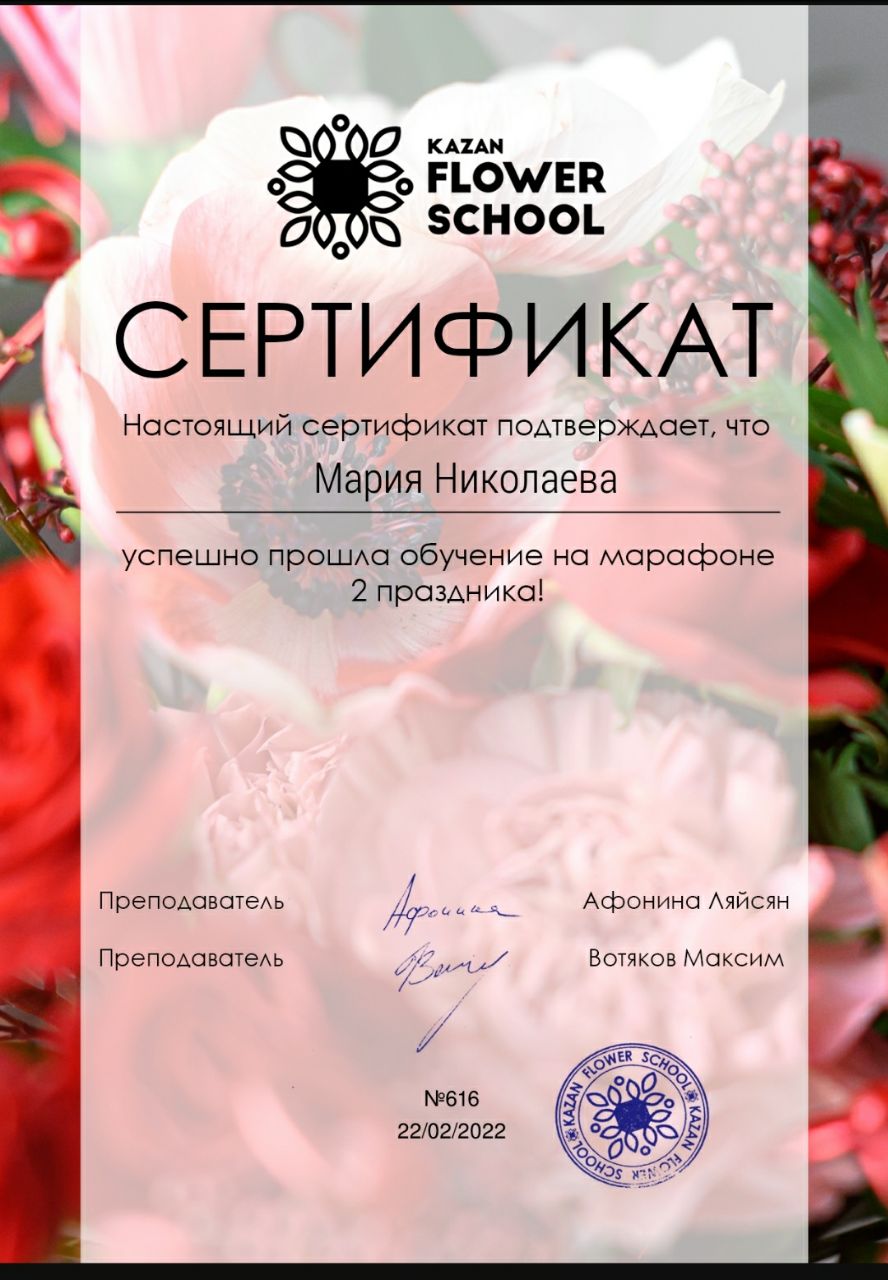 KAZAN
FLOWER
SCHOOL
СЕРТИФИКАТ
Настоящий сертификат подтверждает, что
Мария Николаева
успешно прошла обучение на марафоне
2 праздника!
Преподаватель Афонина Афонина Ляйсян
Преподаватель Вотяков Максим
№616
22/02/2022
KAZAN FLOWER SCHOOL KAZAN FLOWER SCHOOL